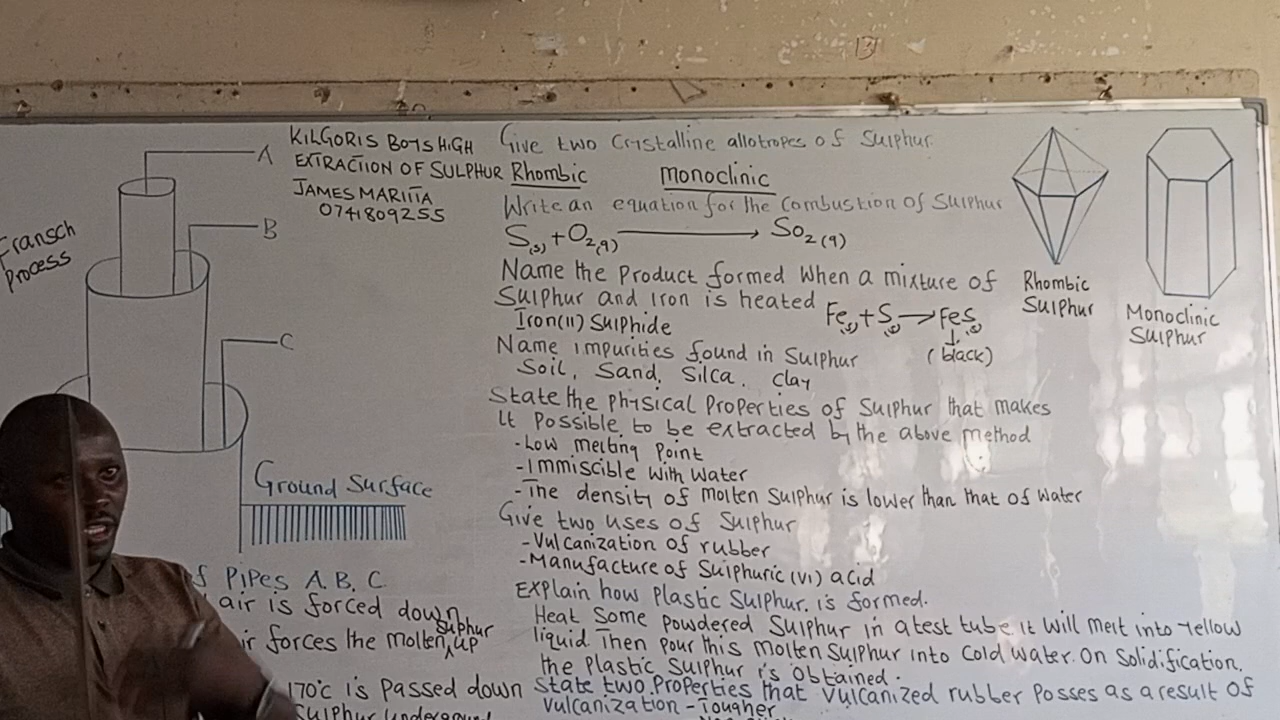 KILGORIS BOYS HIGH
EXTRACTION OF SULPHUR
JAMES MARITTA
0741809255
A
B
C
Fransch
Process
Ground Surface
f PiPes A.B, C
air is forced down
ir forces the molten sulphur up
170°c is Passed down
Sulphur underground
Give two Crystalline allotropes of Sulphur.
Rhombic monoclinic
Write an equation for the Combustion of Sulphur
S(s) + O2(g) → SO2(g)
Name the Product formed when a mixture of
Sulphur and Iron is heated Fe(s) + S(s) → FeS(s)
Iron(II) Sulphide (black)
Name impurities found in Sulphur
Soil, Sand, Silca. Clay
State the Physical Properties of Sulphur that makes
it Possible to be extracted by the above method
-Low melting Point
-Immiscible with Water
-The density of molten Sulphur is lower than that of Water
Give two uses of Sulphur
-Vulcanization of rubber
-Manufacture of Sulphuric (VI) acid
Explain how Plastic Sulphur. is formed.
Heat Some Powdered Sulphur in a test tube it will melt into Yellow
liquid Then Pour this molten Sulphur into Cold water. On Solidification.
the Plastic Sulphur is Obtained.
State two Properties that Vulcanized rubber Posses as a result of
Vulcanization - Tougher
Rhombic
Sulphur
Monoclinic
Sulphur